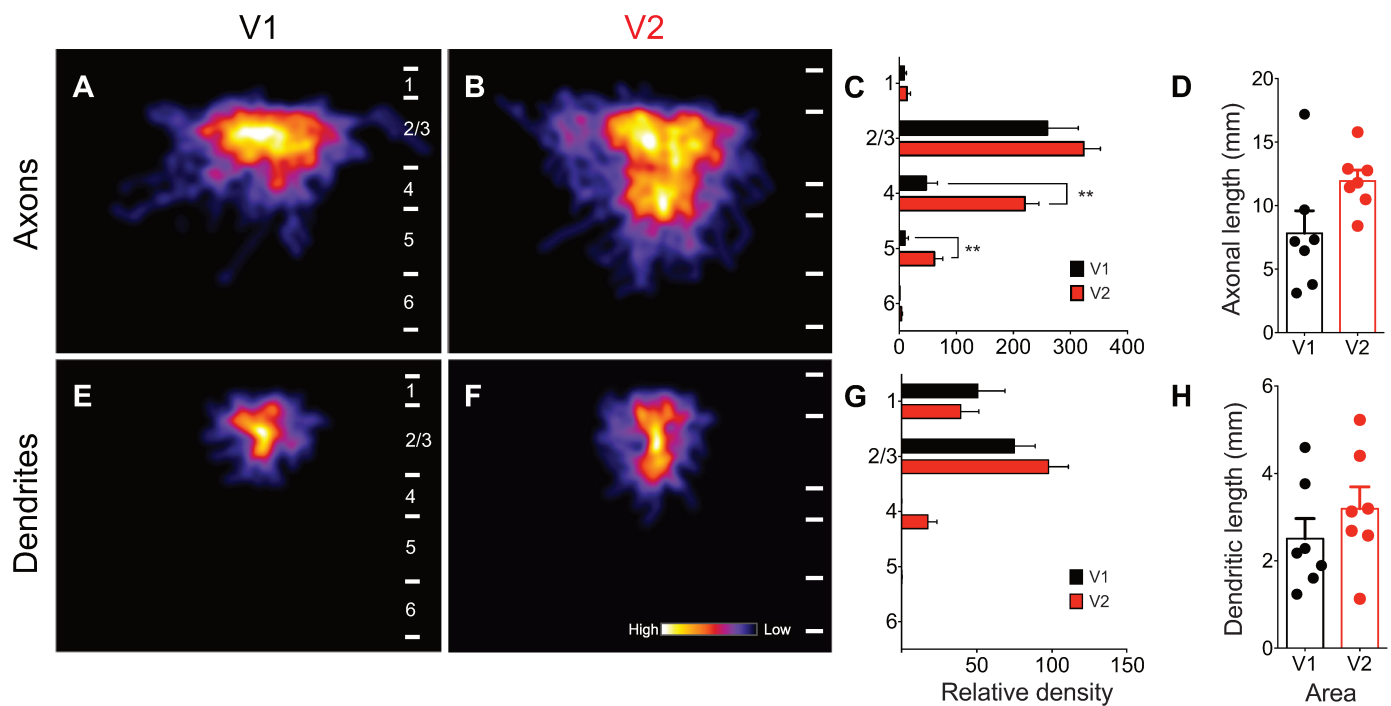 V1
V2
Axons
Dendrites
A
1
2/3
4
5
6
B
C
1
2/3
4
5
6
**
**
V1
V2
0 100 200 300 400
D
Axonal length (mm)
20
15
10
5
0
V1 V2
E
1
2/3
4
5
6
F
High Low
G
1
2/3
4
5
6
V1
V2
50 100 150
Relative density
H
Dendritic length (mm)
6
4
2
0
V1 V2
Area